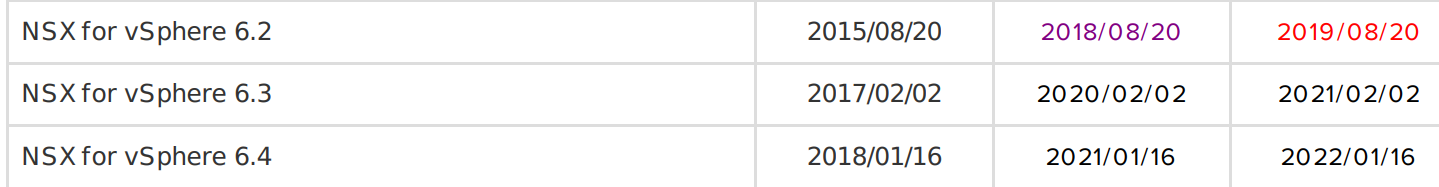 NSX for vSphere 6.2 2015/08/20 2018/08/20 2019/08/20
NSX for vSphere 6.3 2017/02/02 2020/02/02 2021/02/02
NSX for vSphere 6.4 2018/01/16 2021/01/16 2022/01/16